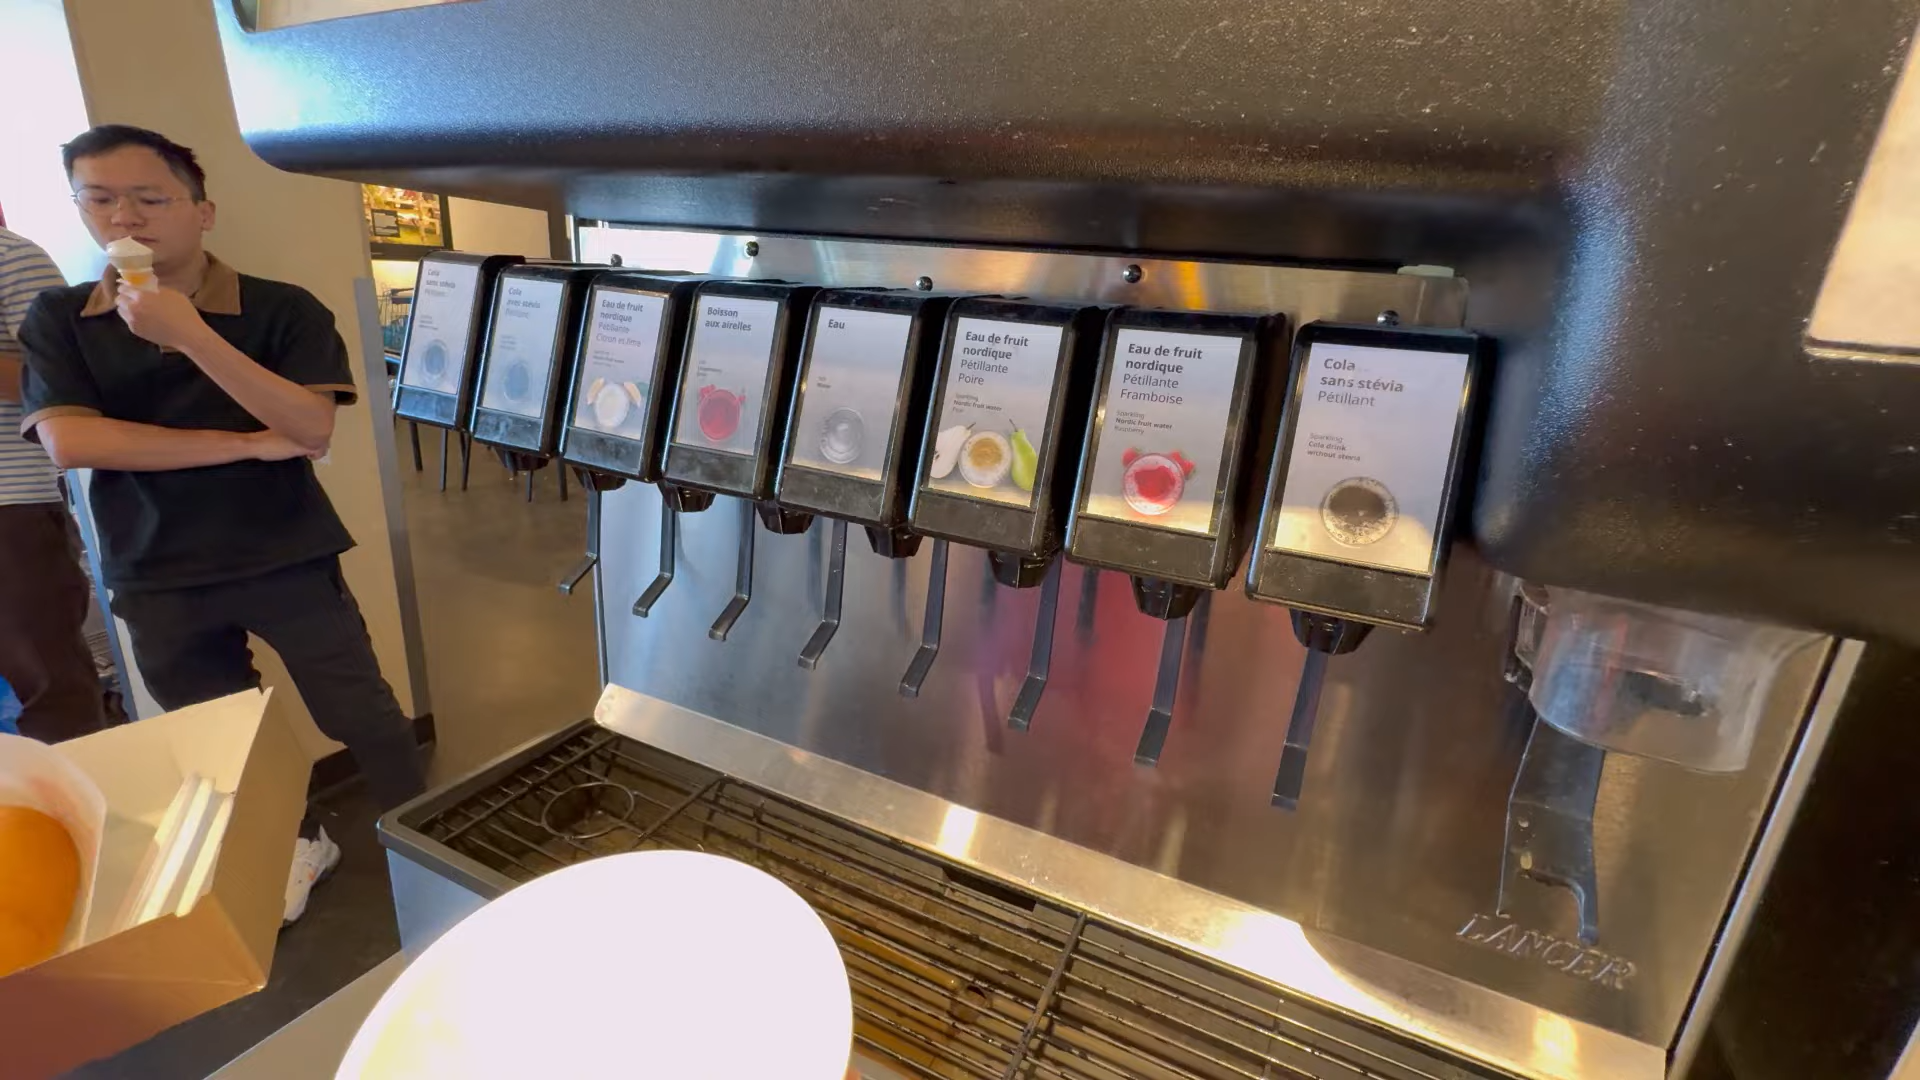 Cola
sans stévia
Pétillant
Cola
avec stévia
Pétillant
Eau de fruit
nordique
Pétillante
Citron et lime
Boisson
aux airelles
Eau
Eau de fruit
nordique
Pétillante
Poire
Sparkling
Nordic fruit water
Pear
Eau de fruit
nordique
Pétillante
Framboise
Sparkling
Nordic fruit water
Raspberry
Cola
sans stévia
Pétillant
Sparkling
Cola drink
without stevia
LANCER